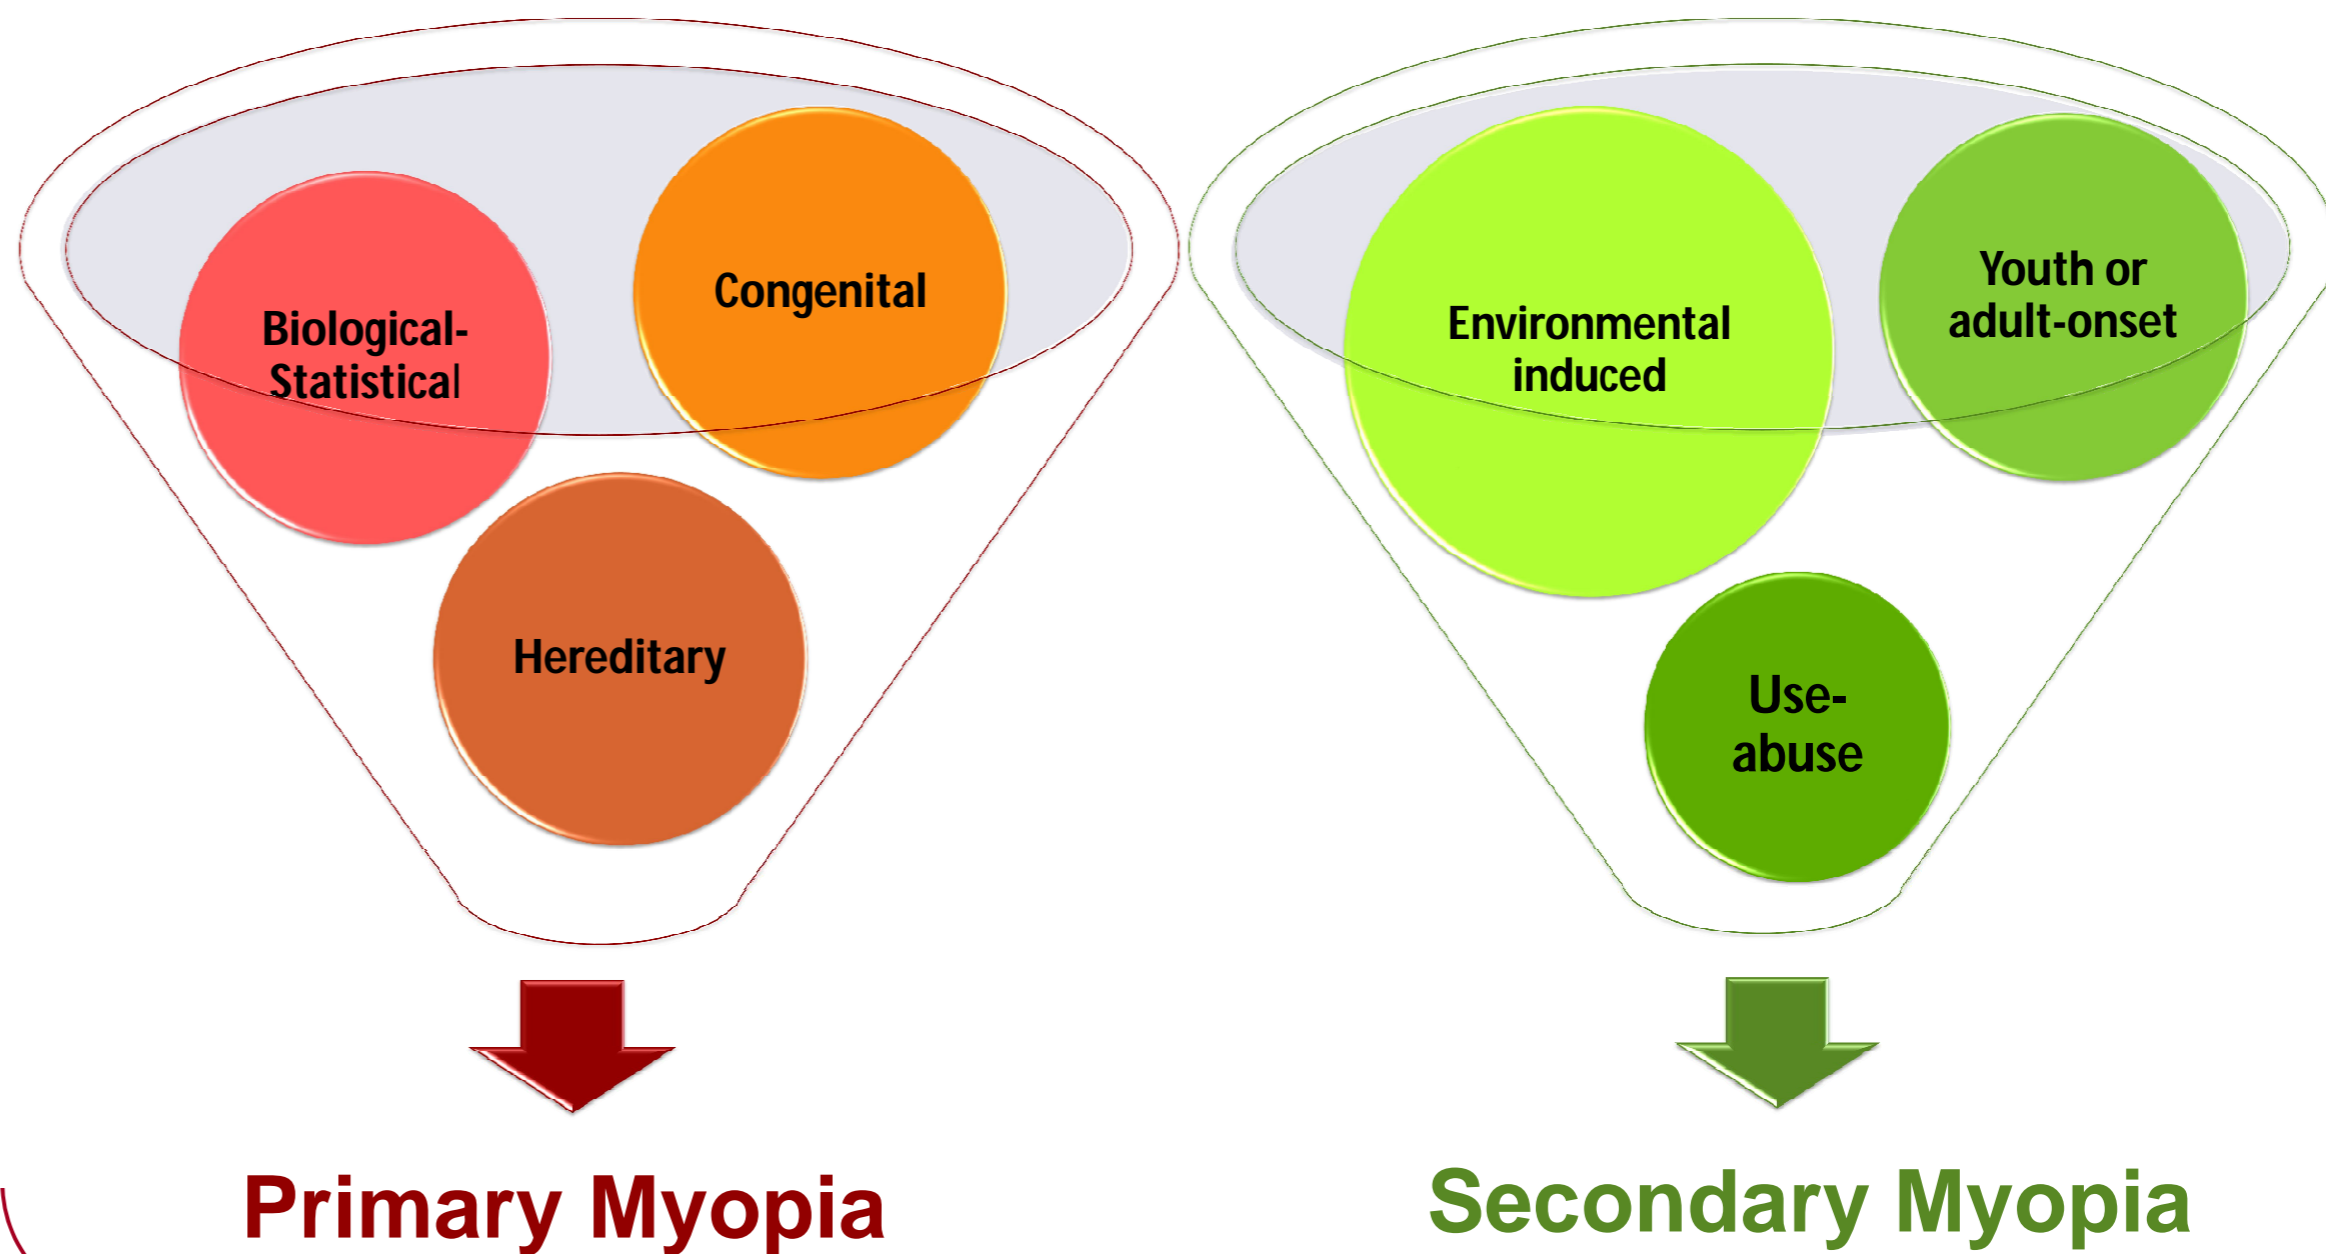 Biological-
Statistical
Congenital
Hereditary
Primary Myopia
Environmental
induced
Youth or
adult-onset
Use-
abuse
Secondary Myopia